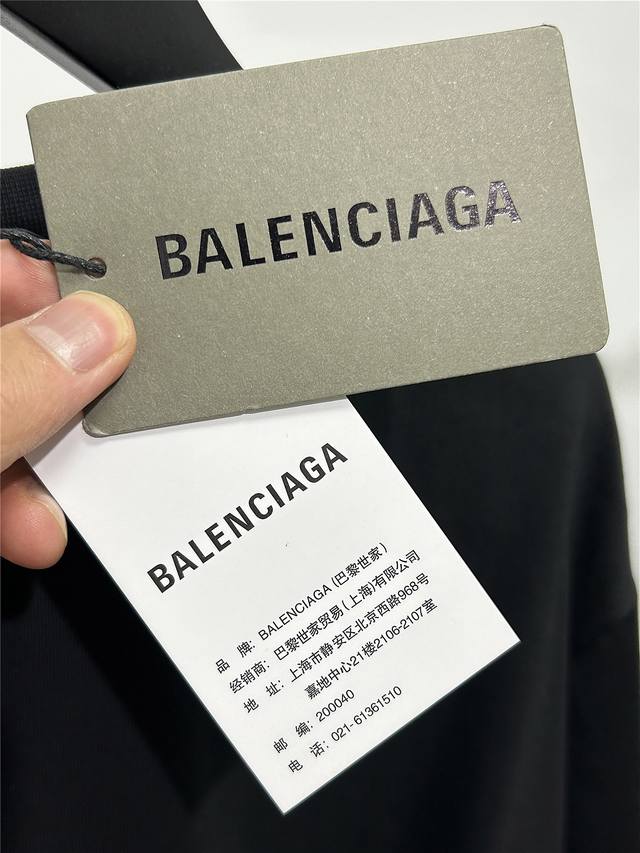 BALENCIAGA
BALENCIAGA
品 牌: BALENCIAGA (巴黎世家)
经销商: 巴黎世家贸易(上海)有限公司
地 址: 上海市静安区北京西路968号
嘉地中心21楼2106-2107室
邮 编: 200040
电 话: 021-61361510